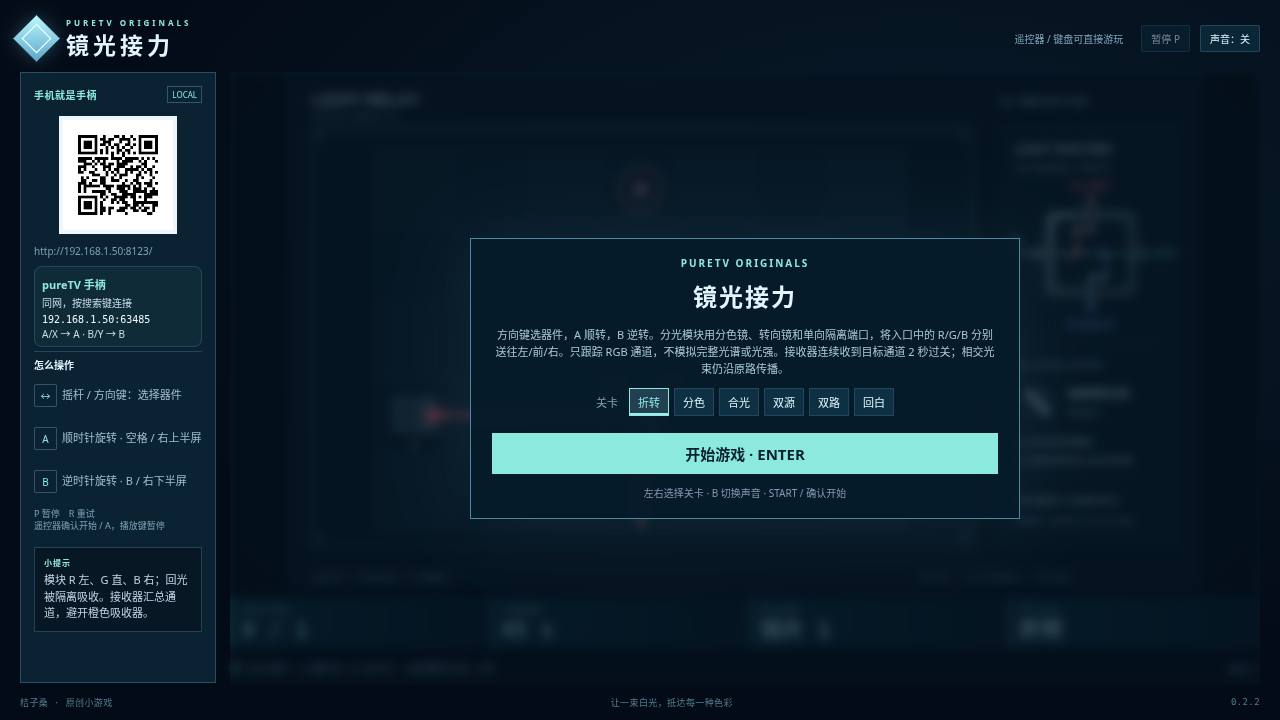 PURETV ORIGINALS
镜光接力
遥控器 / 键盘可直接游玩
暂停 P
声音：关
手机就是手柄
LOCAL
http://192.168.1.50:8123/
pureTV 手柄
同网，按搜索键连接
192.168.1.50:63485
A/X → A · B/Y → B
怎么操作
↔ 摇杆 / 方向键：选择器件
A 顺时针旋转 · 空格 / 右上半屏
B 逆时针旋转 · B / 右下半屏
P 暂停 R 重试
遥控器确认开始 / A，播放键暂停
小提示
模块 R 左、G 直、B 右；回光
被隔离吸收。接收器汇总通
道，避开橙色吸收器。
PURETV ORIGINALS
镜光接力
方向键选器件，A 顺转，B 逆转。分光模块用分色镜、转向镜和单向隔离端口，将入口中的 R/G/B 分别
送往左/前/右。只跟踪 RGB 通道，不模拟完整光谱或光强。接收器连续收到目标通道 2 秒过关；相交光
束仍沿原路传播。
关卡 折转 分色 合光 双源 双路 回白
开始游戏 · ENTER
左右选择关卡 · B 切换声音 · START / 确认开始
桔子桑 · 原创小游戏
让一束白光，抵达每一种色彩
0.2.2